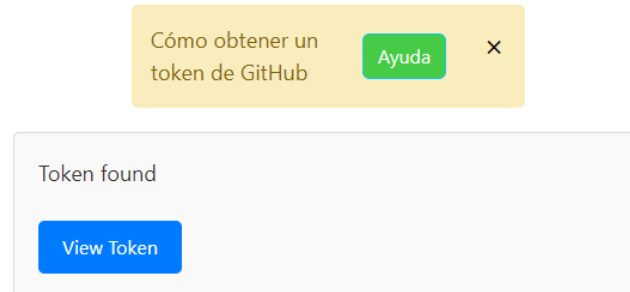 Cómo obtener un
token de GitHub
Ayuda
×
Token found
View Token